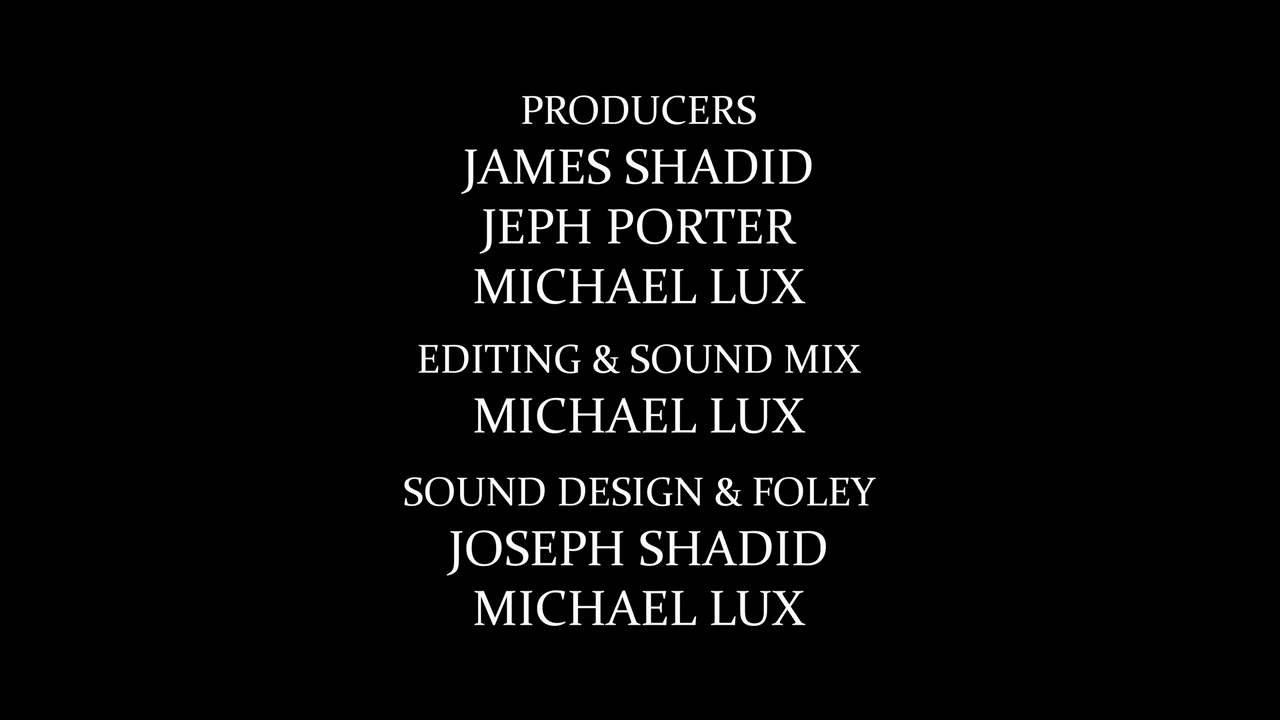 PRODUCERS
JAMES SHADID
JEPH PORTER
MICHAEL LUX
EDITING & SOUND MIX
MICHAEL LUX
SOUND DESIGN & FOLEY
JOSEPH SHADID
MICHAEL LUX